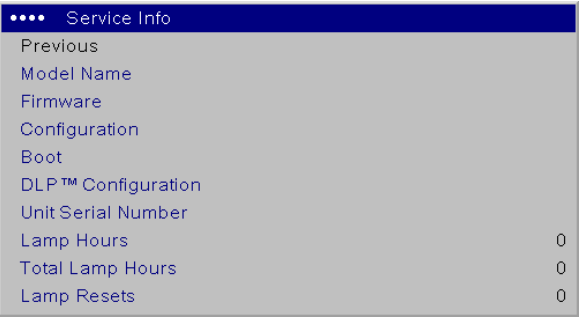 •••• Service Info
Previous
Model Name
Firmware
Configuration
Boot
DLP™ Configuration
Unit Serial Number
Lamp Hours 0
Total Lamp Hours 0
Lamp Resets 0